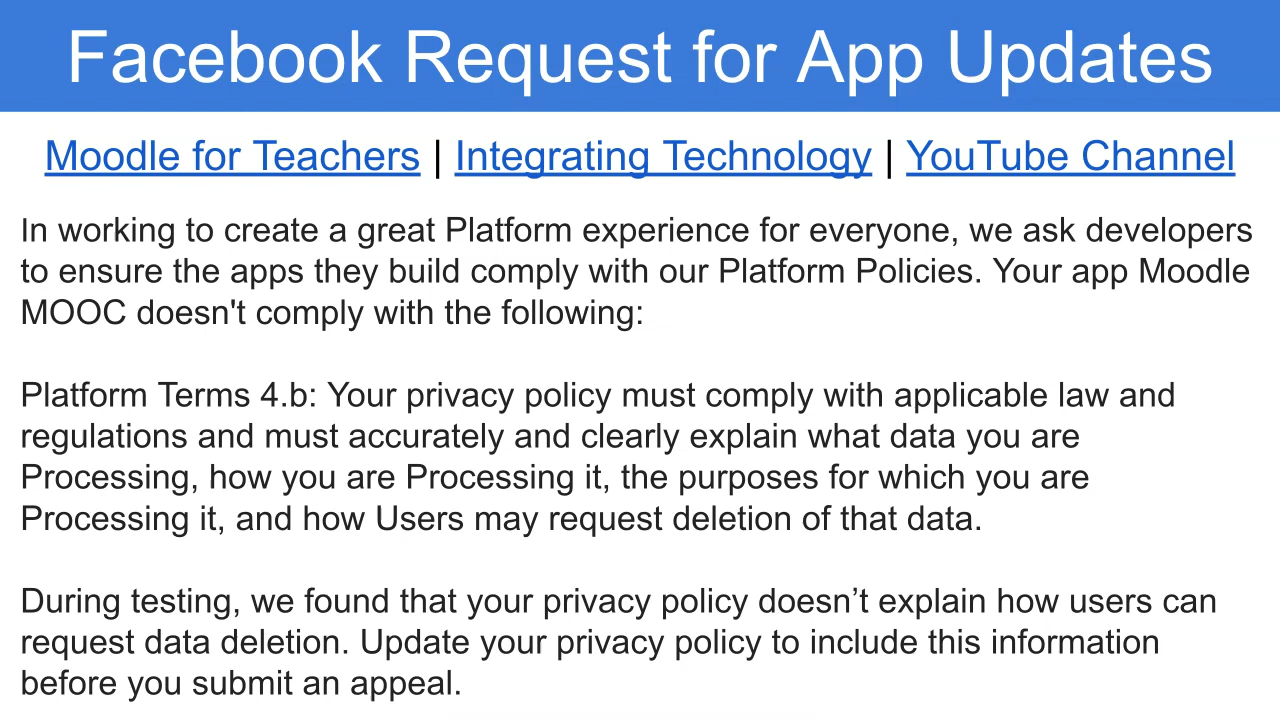 Facebook Request for App Updates
Moodle for Teachers | Integrating Technology | YouTube Channel
In working to create a great Platform experience for everyone, we ask developers
to ensure the apps they build comply with our Platform Policies. Your app Moodle
MOOC doesn't comply with the following:
Platform Terms 4.b: Your privacy policy must comply with applicable law and
regulations and must accurately and clearly explain what data you are
Processing, how you are Processing it, the purposes for which you are
Processing it, and how Users may request deletion of that data.
During testing, we found that your privacy policy doesn’t explain how users can
request data deletion. Update your privacy policy to include this information
before you submit an appeal.